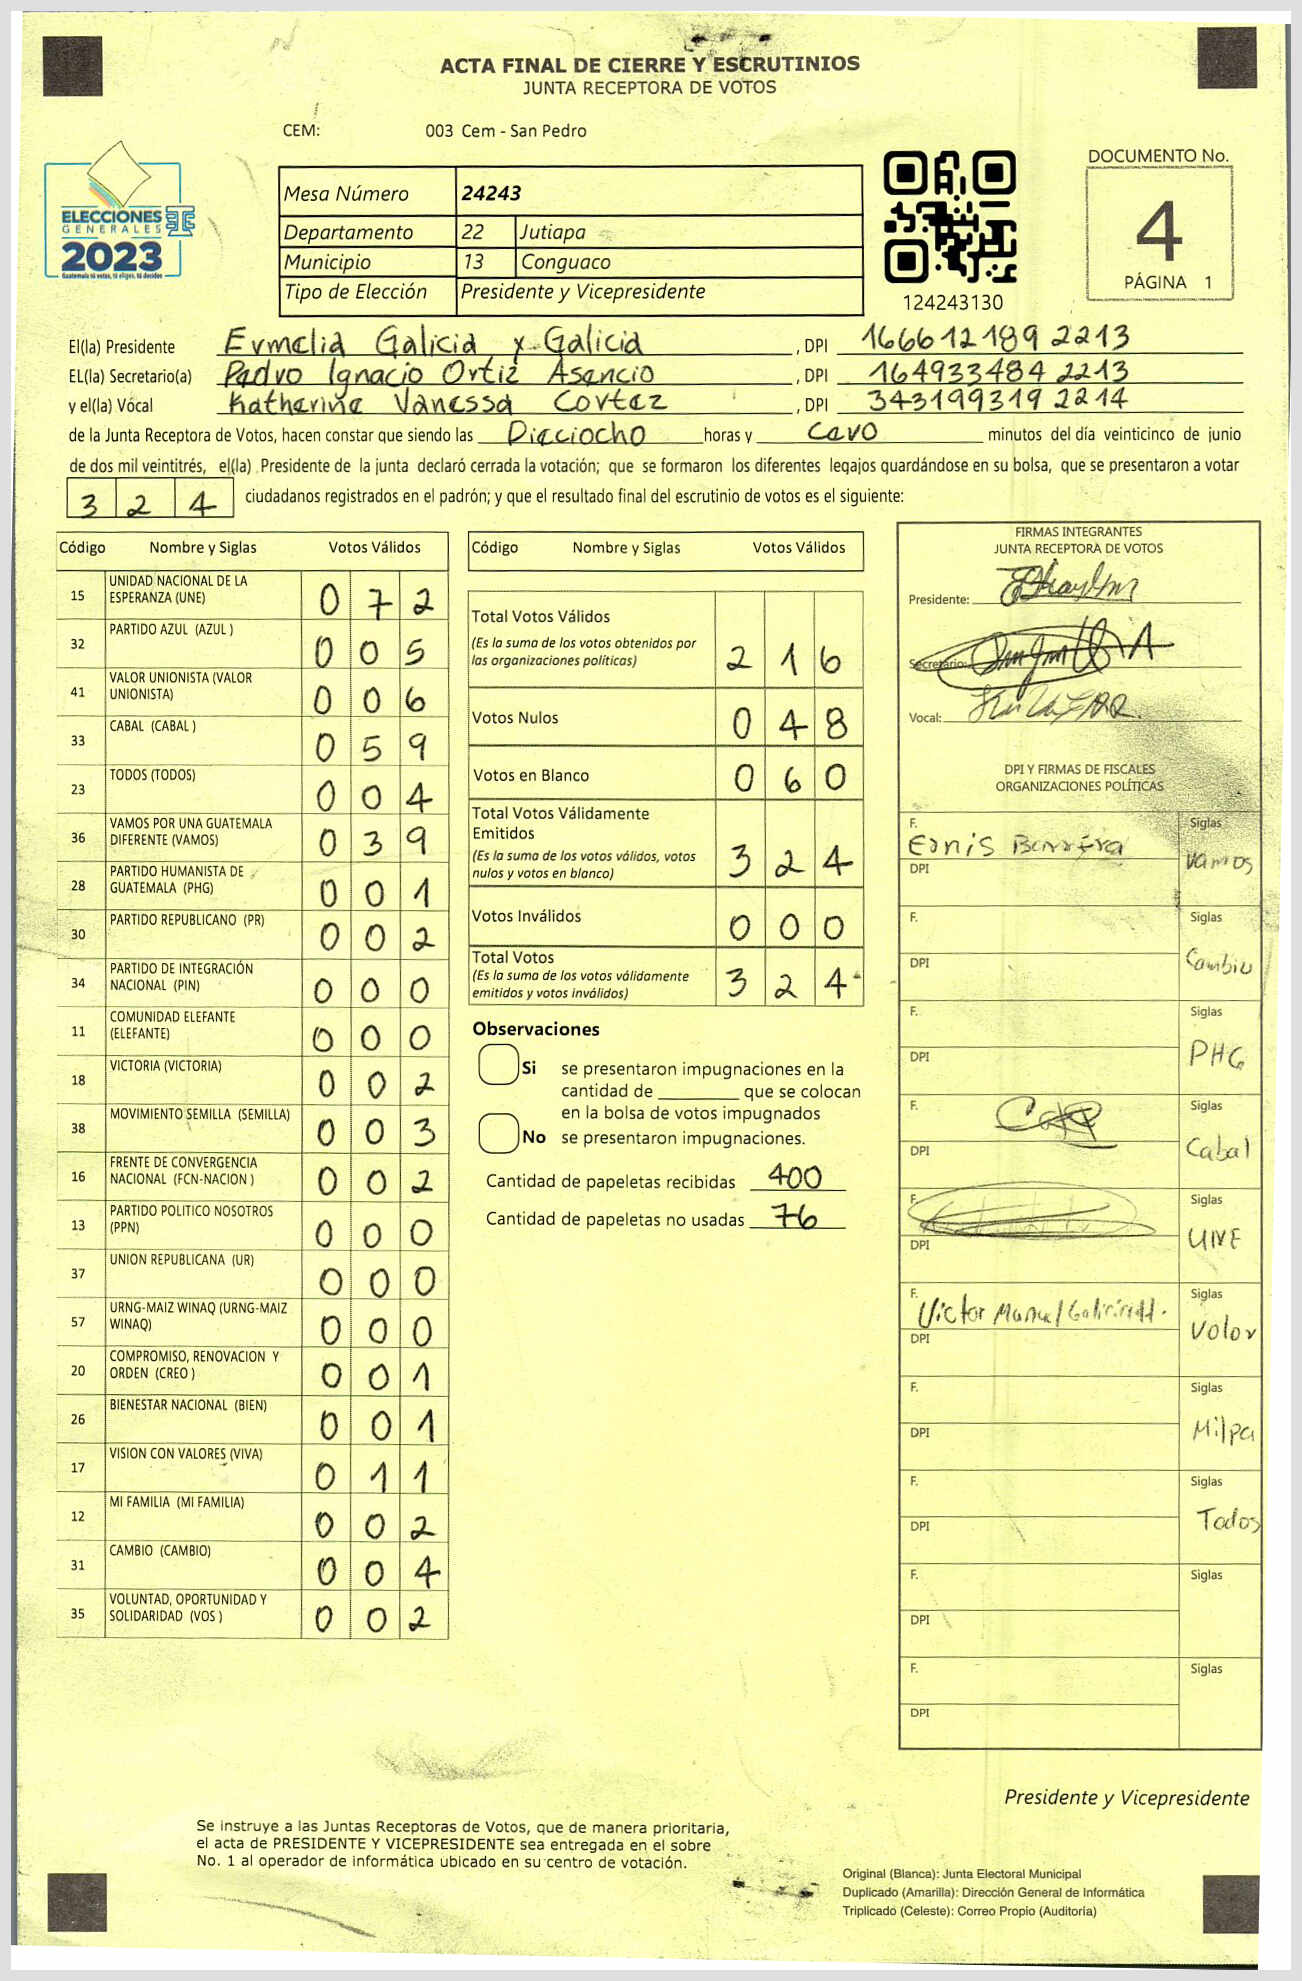 ACTA FINAL DE CIERRE Y ESCRUTINIOS
JUNTA RECEPTORA DE VOTOS
CEM: 003 Cem - San Pedro
ELECCIONES
GENERALES
2023
Guatemala tú votas, tú eliges, tú decides
Mesa Número 24243
Departamento 22 Jutiapa
Municipio 13 Conguaco
Tipo de Elección Presidente y Vicepresidente
124243130
DOCUMENTO No.
4
PÁGINA 1
El(la) Presidente Evmelia Galicia y Galicia , DPI 166612189 2213
EL(la) Secretario(a) Pedro Ignacio Ortiz Asencio , DPI 164933484 2213
y el(la) Vocal Katherine Vanessa Cortez , DPI 343199319 2214
de la Junta Receptora de Votos, hacen constar que siendo las Dieciocho horas y cero minutos del día veinticinco de junio
de dos mil veintitrés, el(la) Presidente de la junta declaró cerrada la votación; que se formaron los diferentes legajos guardándose en su bolsa, que se presentaron a votar
3 2 4 ciudadanos registrados en el padrón; y que el resultado final del escrutinio de votos es el siguiente:
Código Nombre y Siglas Votos Válidos
15 UNIDAD NACIONAL DE LA ESPERANZA (UNE) 0 7 2
32 PARTIDO AZUL (AZUL ) 0 0 5
41 VALOR UNIONISTA (VALOR UNIONISTA) 0 0 6
33 CABAL (CABAL ) 0 5 9
23 TODOS (TODOS) 0 0 4
36 VAMOS POR UNA GUATEMALA DIFERENTE (VAMOS) 0 3 9
28 PARTIDO HUMANISTA DE GUATEMALA (PHG) 0 0 1
30 PARTIDO REPUBLICANO (PR) 0 0 2
34 PARTIDO DE INTEGRACIÓN NACIONAL (PIN) 0 0 0
11 COMUNIDAD ELEFANTE (ELEFANTE) 0 0 0
18 VICTORIA (VICTORIA) 0 0 2
38 MOVIMIENTO SEMILLA (SEMILLA) 0 0 3
16 FRENTE DE CONVERGENCIA NACIONAL (FCN-NACION ) 0 0 2
13 PARTIDO POLITICO NOSOTROS (PPN) 0 0 0
37 UNION REPUBLICANA (UR) 0 0 0
57 URNG-MAIZ WINAQ (URNG-MAIZ WINAQ) 0 0 0
20 COMPROMISO, RENOVACION Y ORDEN (CREO ) 0 0 1
26 BIENESTAR NACIONAL (BIEN) 0 0 1
17 VISION CON VALORES (VIVA) 0 1 1
12 MI FAMILIA (MI FAMILIA) 0 0 2
31 CAMBIO (CAMBIO) 0 0 4
35 VOLUNTAD, OPORTUNIDAD Y SOLIDARIDAD (VOS ) 0 0 2
Código Nombre y Siglas Votos Válidos
Total Votos Válidos
(Es la suma de los votos obtenidos por
las organizaciones políticas) 2 1 6
Votos Nulos 0 4 8
Votos en Blanco 0 6 0
Total Votos Válidamente
Emitidos
(Es la suma de los votos válidos, votos
nulos y votos en blanco) 3 2 4
Votos Inválidos 0 0 0
Total Votos
(Es la suma de los votos válidamente
emitidos y votos inválidos) 3 2 4
Observaciones
Si se presentaron impugnaciones en la
cantidad de ________ que se colocan
en la bolsa de votos impugnados
No se presentaron impugnaciones.
Cantidad de papeletas recibidas 400
Cantidad de papeletas no usadas 76
FIRMAS INTEGRANTES
JUNTA RECEPTORA DE VOTOS
Presidente:
Secretario:
Vocal:
DPI Y FIRMAS DE FISCALES
ORGANIZACIONES POLÍTICAS
F. Siglas
DPI Vamos
F. Siglas
DPI Cambio
F. Siglas
DPI PHG
F. Siglas
DPI Cabal
F. Siglas
DPI UNE
F. Victor Manuel Siglas
DPI Valor
F. Siglas
DPI Milpa
F. Siglas
DPI Todos
F. Siglas
DPI
F. Siglas
DPI
Presidente y Vicepresidente
Se instruye a las Juntas Receptoras de Votos, que de manera prioritaria,
el acta de PRESIDENTE Y VICEPRESIDENTE sea entregada en el sobre
No. 1 al operador de informática ubicado en su centro de votación.
Original (Blanca): Junta Electoral Municipal
Duplicado (Amarilla): Dirección General de Informática
Triplicado (Celeste): Correo Propio (Auditoría)